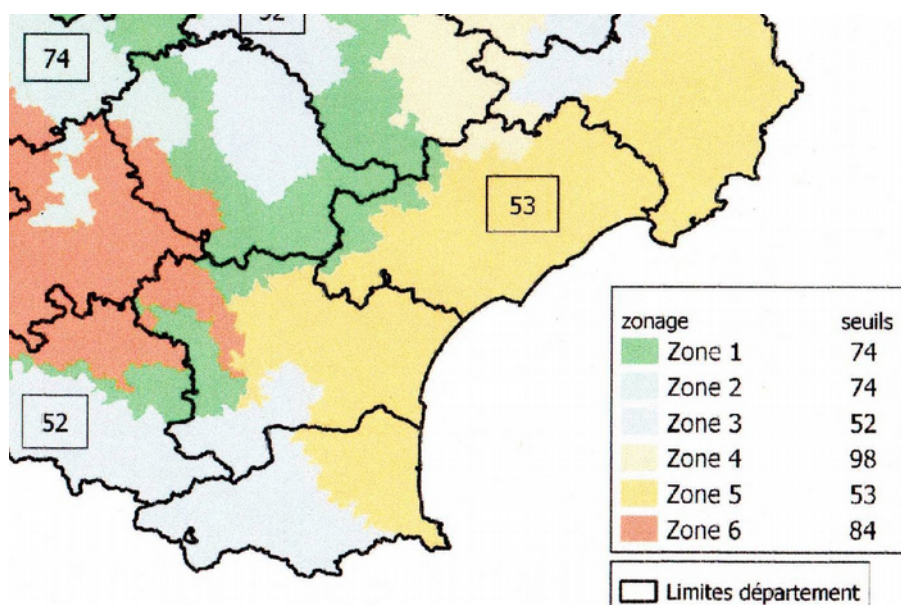 52
74
53
52
zonage seuils
Zone 1 74
Zone 2 74
Zone 3 52
Zone 4 98
Zone 5 53
Zone 6 84
Limites département